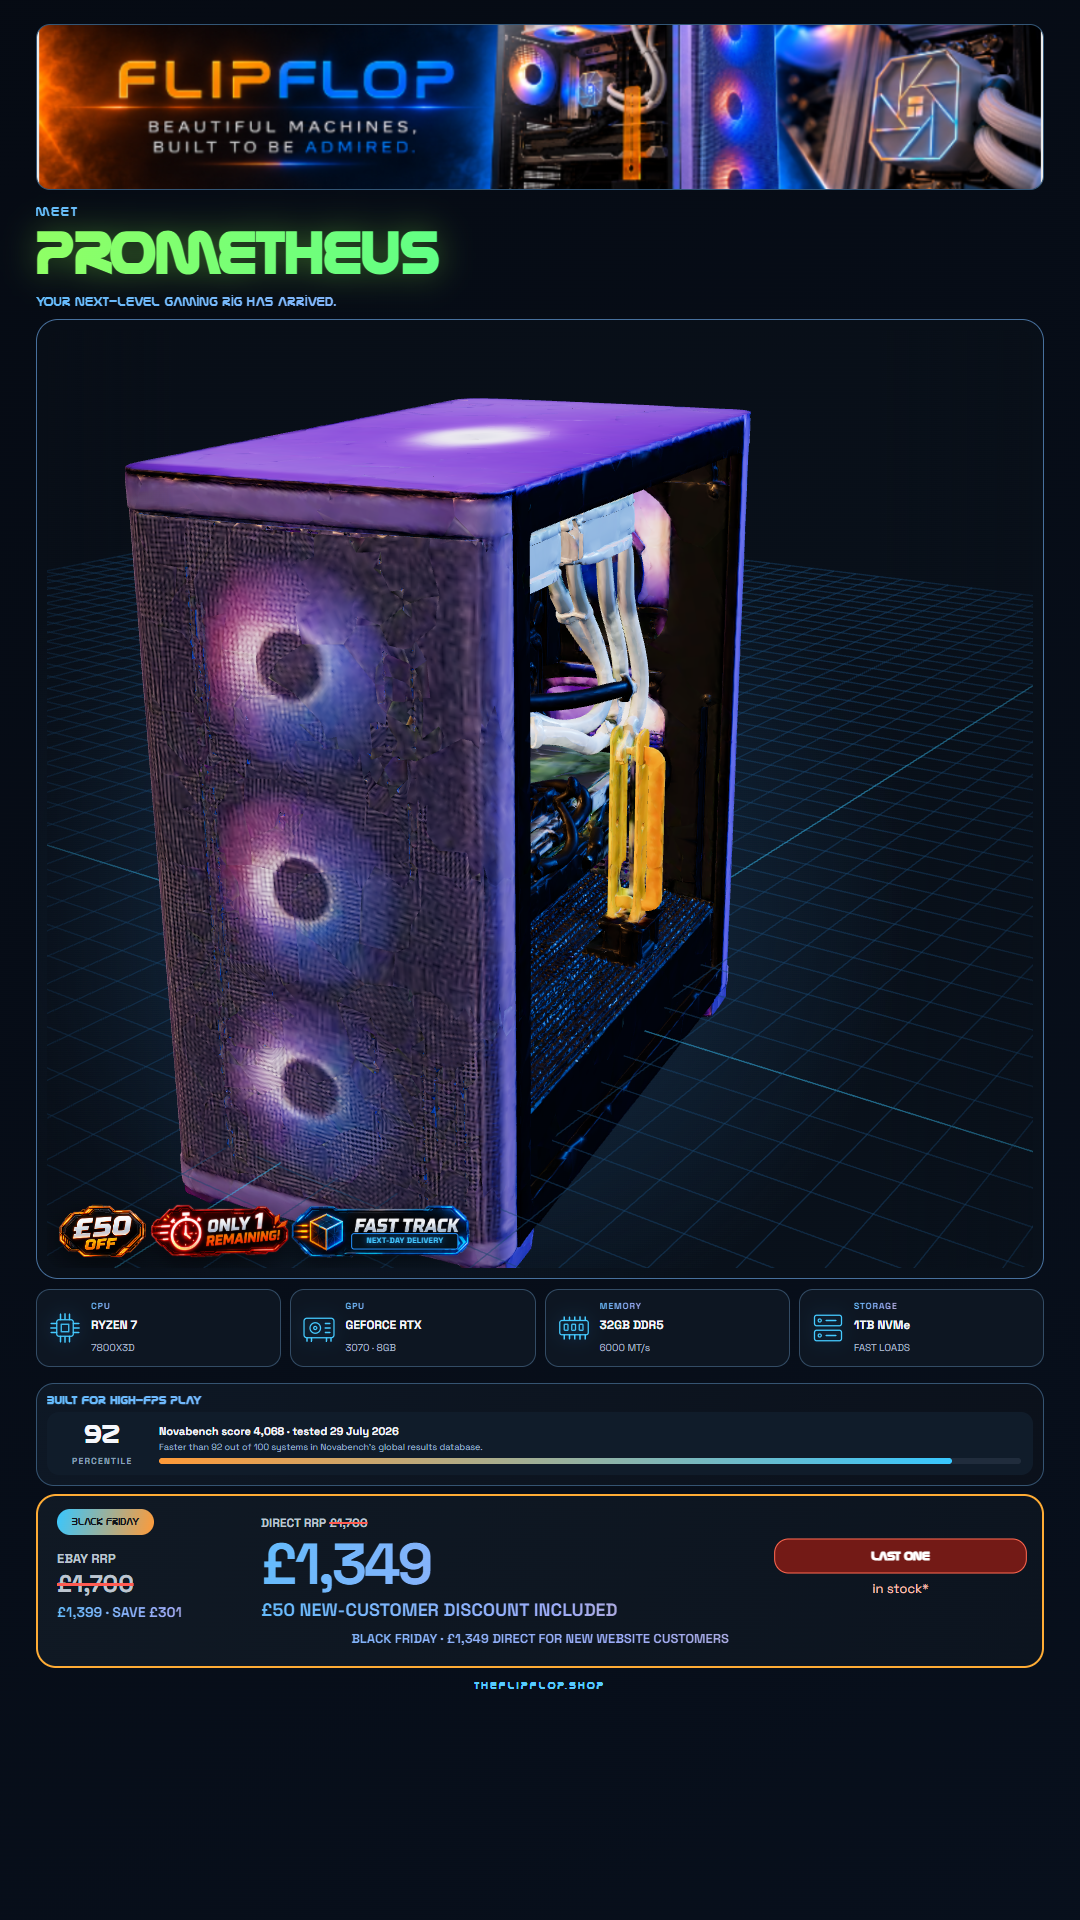 FLIPFLOP
BEAUTIFUL MACHINES,
BUILT TO BE ADMIRED.
MEET
PROMETHEUS
YOUR NEXT-LEVEL GAMING RIG HAS ARRIVED.
£50
OFF
ONLY 1
REMAINING!
FAST TRACK
NEXT-DAY DELIVERY
CPU
RYZEN 7
7800X3D
GPU
GEFORCE RTX
3070 · 8GB
MEMORY
32GB DDR5
6000 MT/s
STORAGE
1TB NVMe
FAST LOADS
BUILT FOR HIGH-FPS PLAY
92
PERCENTILE
Novabench score 4,068 · tested 29 July 2026
Faster than 92 out of 100 systems in Novabench's global results database.
BLACK FRIDAY
EBAY RRP
£1,700
£1,399 · SAVE £301
DIRECT RRP £1,700
£1,349
£50 NEW-CUSTOMER DISCOUNT INCLUDED
LAST ONE
in stock*
BLACK FRIDAY · £1,349 DIRECT FOR NEW WEBSITE CUSTOMERS
THEFLIPFLOP.SHOP